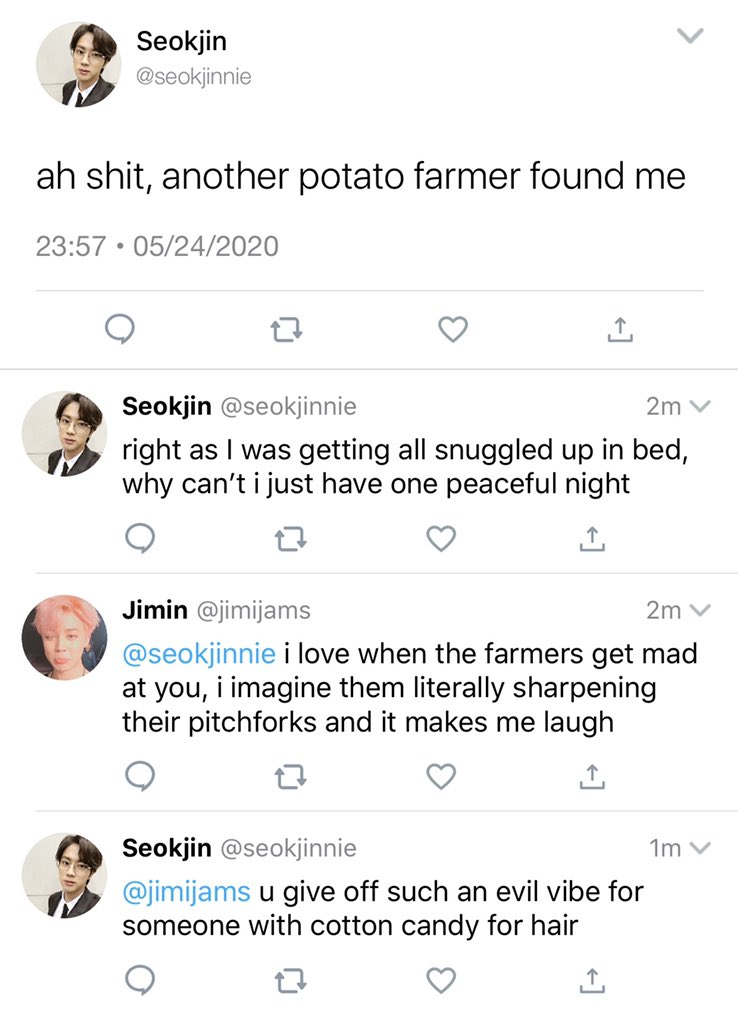 Seokjin
@seokjinnie
ah shit, another potato farmer found me
23:57 • 05/24/2020
Seokjin @seokjinnie 2m
right as I was getting all snuggled up in bed,
why can’t i just have one peaceful night
Jimin @jimijams 2m
@seokjinnie i love when the farmers get mad
at you, i imagine them literally sharpening
their pitchforks and it makes me laugh
Seokjin @seokjinnie 1m
@jimijams u give off such an evil vibe for
someone with cotton candy for hair